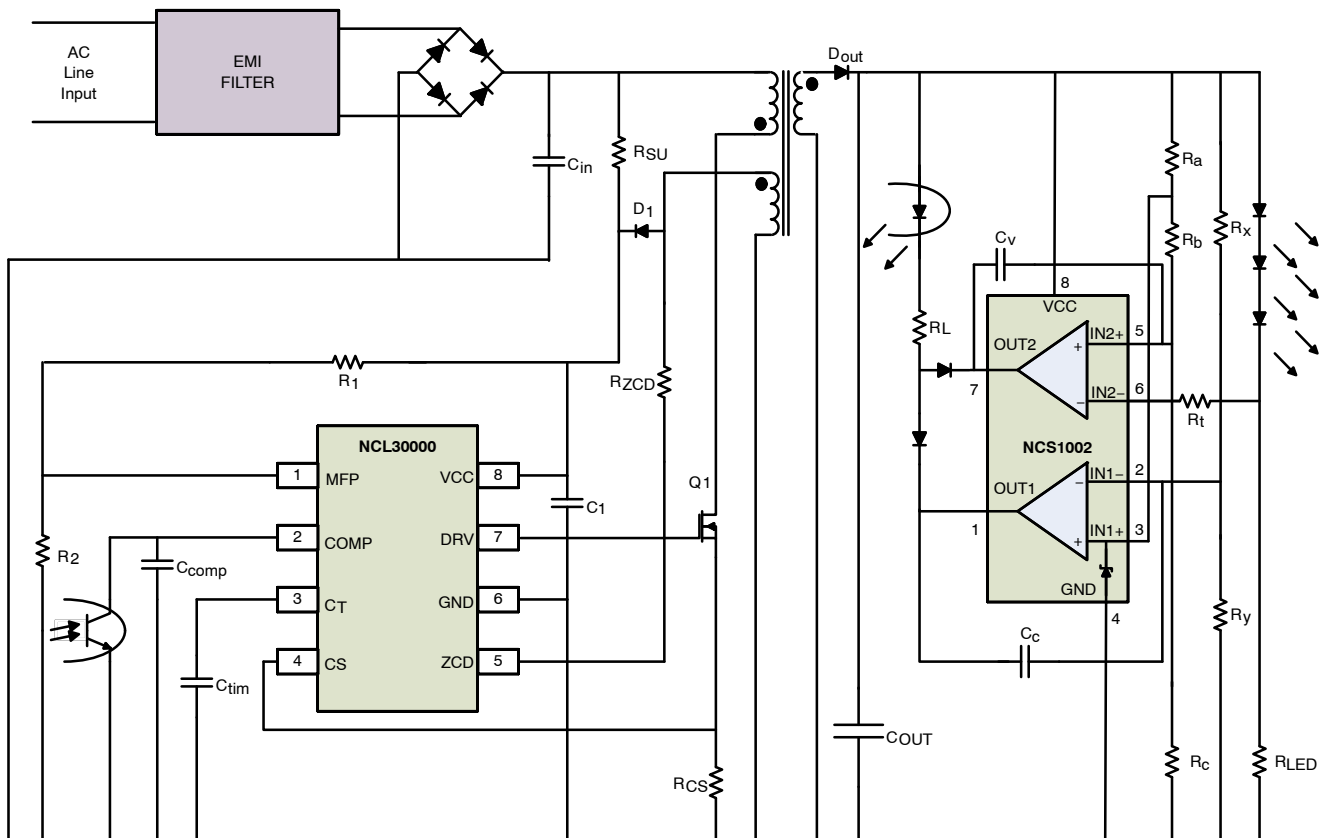 AC
Line
Input
EMI
FILTER
Dout
Cin
RSU
D1
Ra
Rb
Rx
Cv
8
VCC
RL
OUT2
IN2+
5
+
7
IN2−
6
−
Rt
R1
RZCD
NCL30000
NCS1002
1
MFP
VCC
8
C1
Q1
OUT1
IN1−
2
−
1
IN1+
3
+
2
COMP
DRV
7
R2
Ccomp
3
CT
GND
6
GND
4
Ry
4
CS
ZCD
5
Ctim
Cc
COUT
RCS
Rc
RLED